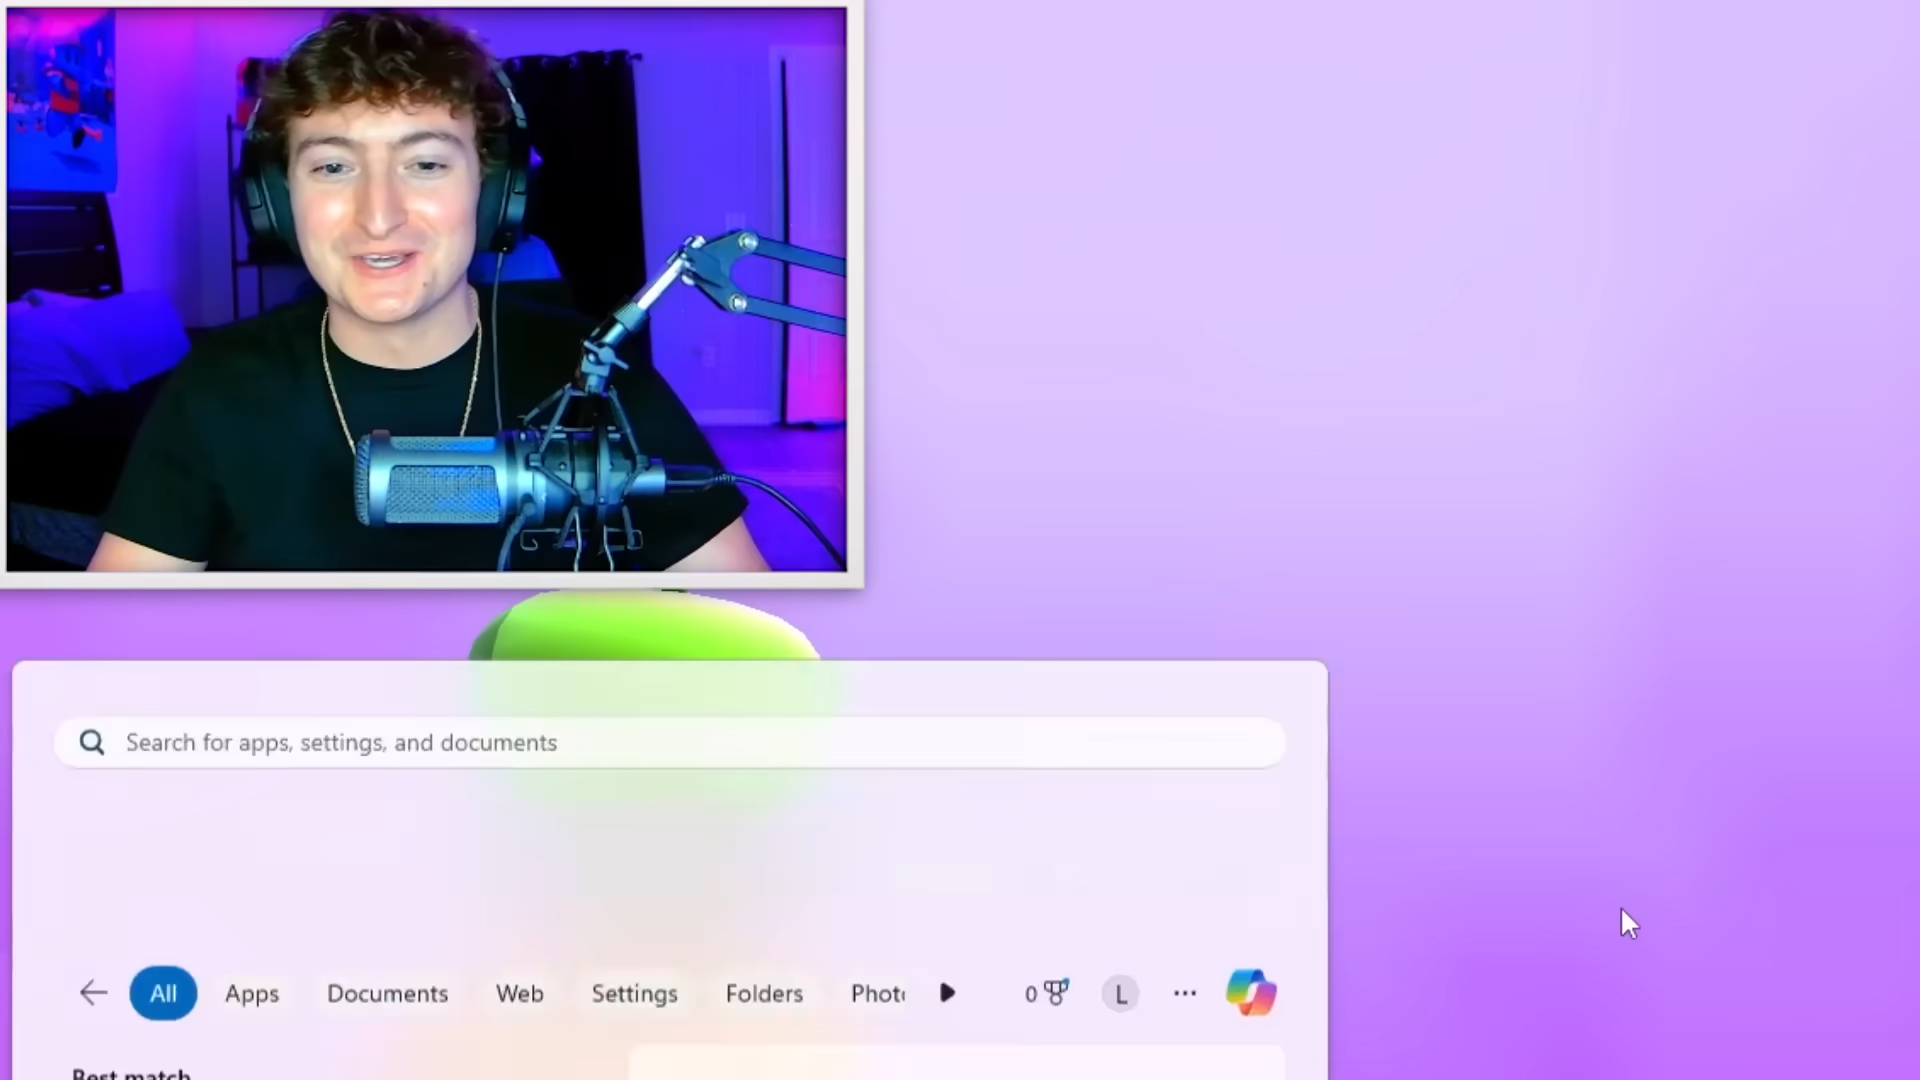 Search for apps, settings, and documents
All Apps Documents Web Settings Folders 0 L ...
Best match